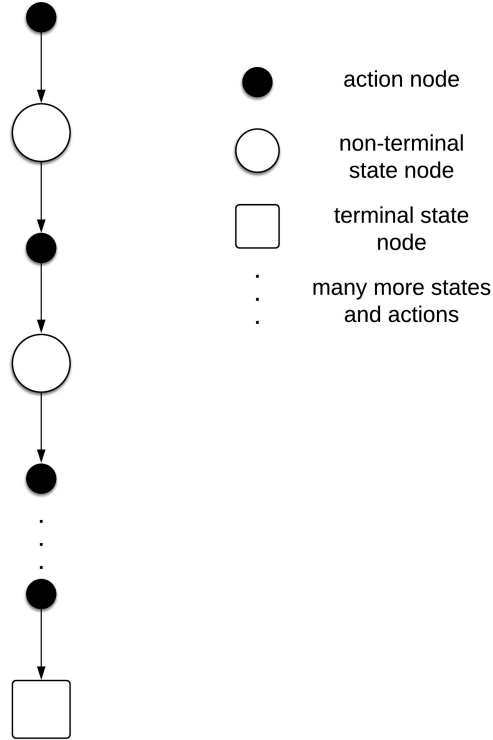 action node
non-terminal
state node
terminal state
node
many more states
and actions